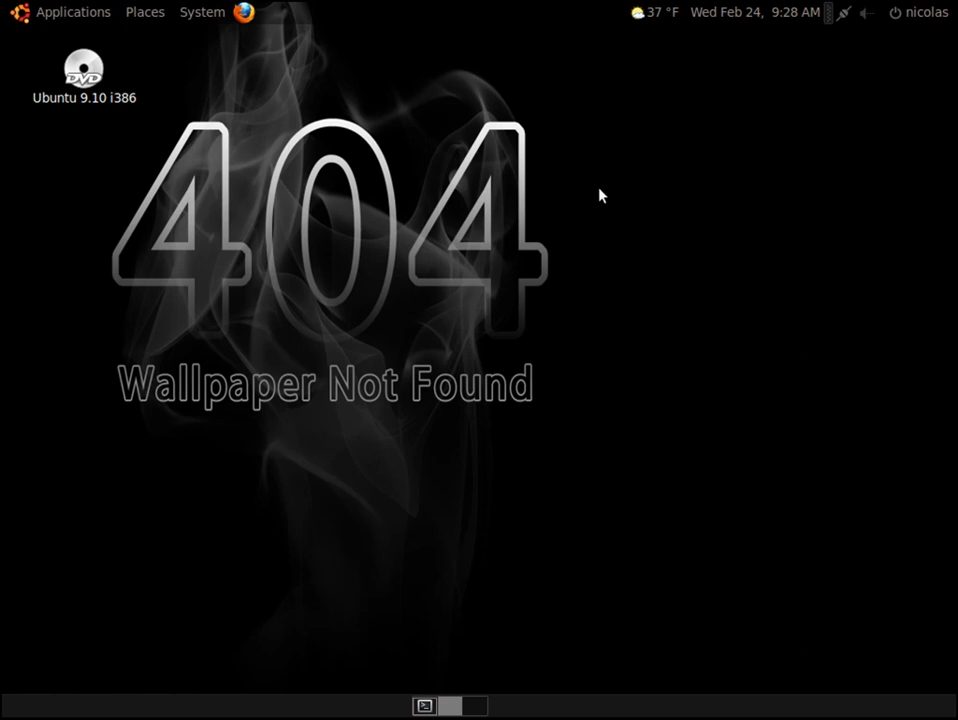 Applications Places System 37 °F Wed Feb 24, 9:28 AM nicolas
DVD
Ubuntu 9.10 i386
404
Wallpaper Not Found